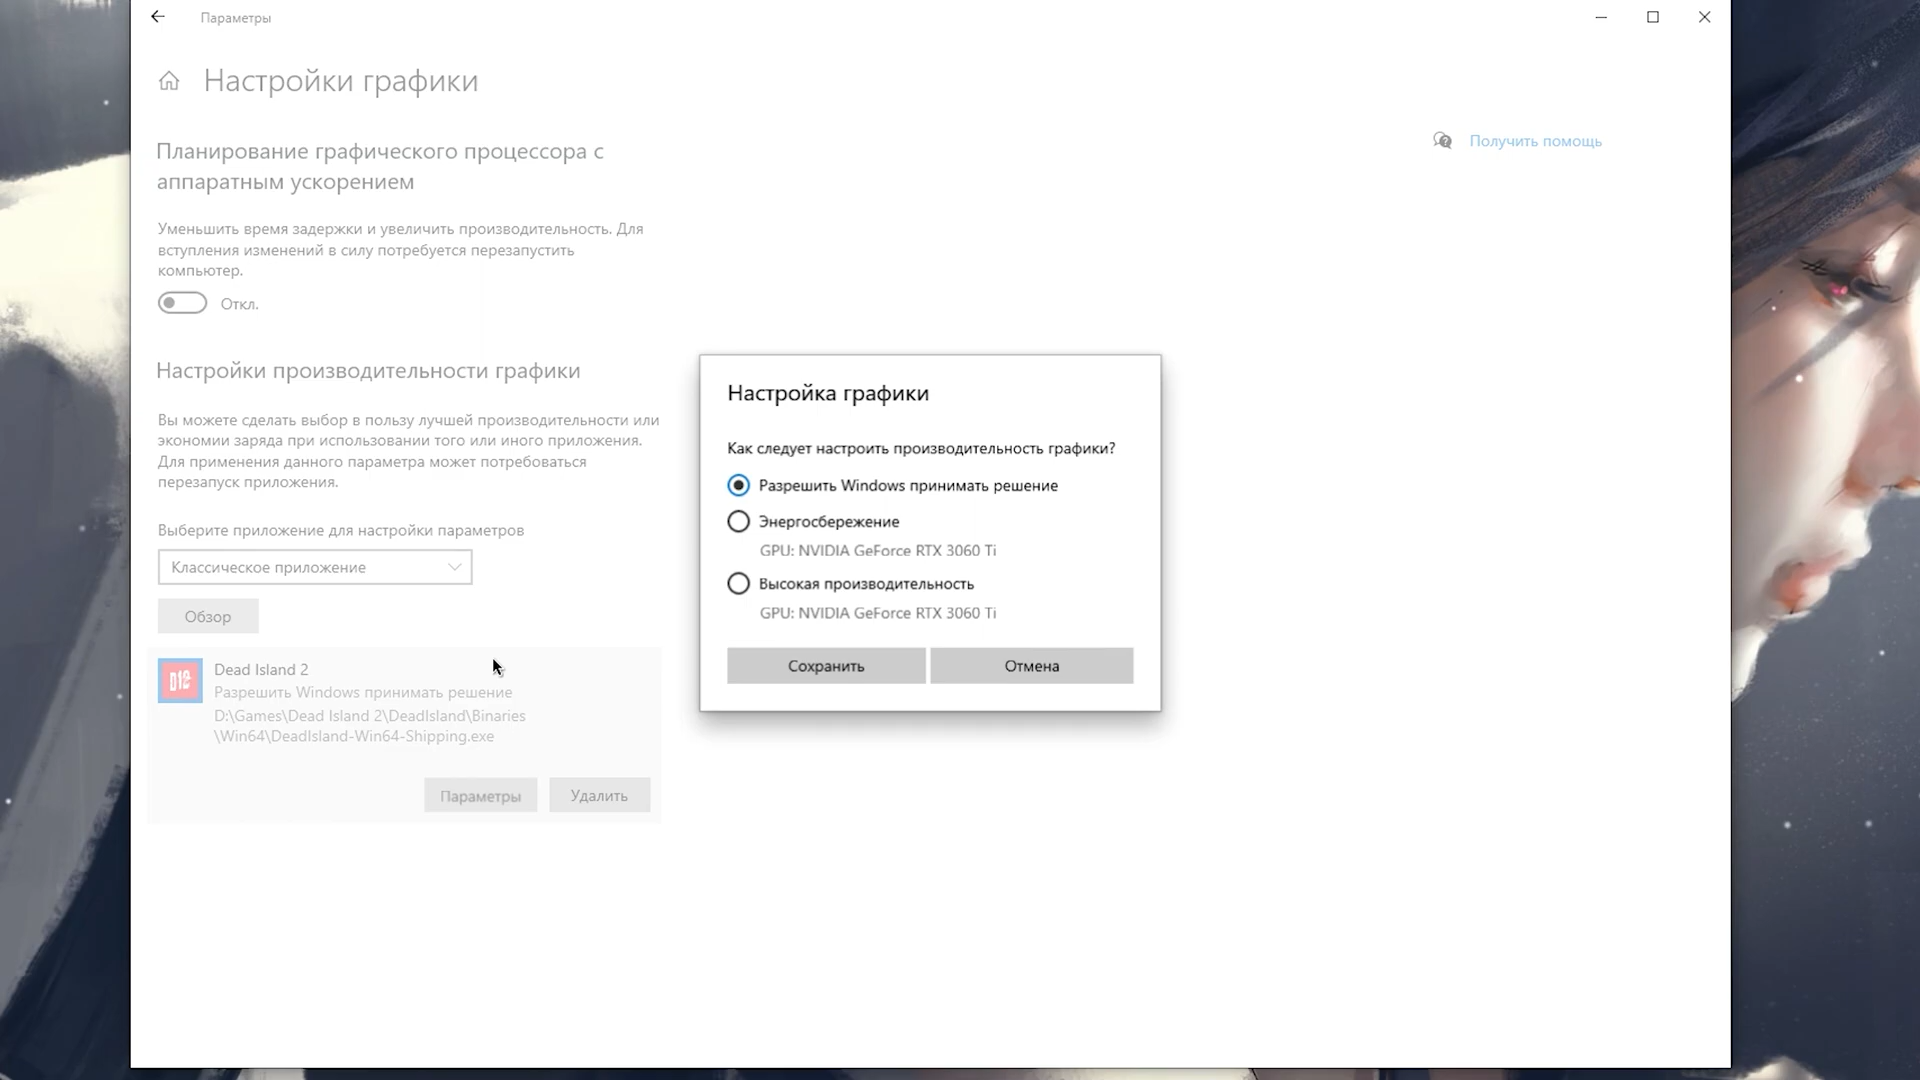 Параметры
Настройки графики
Планирование графического процессора с
аппаратным ускорением
Получить помощь
Уменьшить время задержки и увеличить производительность. Для
вступления изменений в силу потребуется перезапустить
компьютер.
Откл.
Настройки производительности графики
Вы можете сделать выбор в пользу лучшей производительности или
экономии заряда при использовании того или иного приложения.
Для применения данного параметра может потребоваться
перезапуск приложения.
Выберите приложение для настройки параметров
Классическое приложение
Обзор
DI2
Dead Island 2
Разрешить Windows принимать решение
D:\Games\Dead Island 2\DeadIsland\Binaries
\Win64\DeadIsland-Win64-Shipping.exe
Параметры
Удалить
Настройка графики
Как следует настроить производительность графики?
Разрешить Windows принимать решение
Энергосбережение
GPU: NVIDIA GeForce RTX 3060 Ti
Высокая производительность
GPU: NVIDIA GeForce RTX 3060 Ti
Сохранить
Отмена